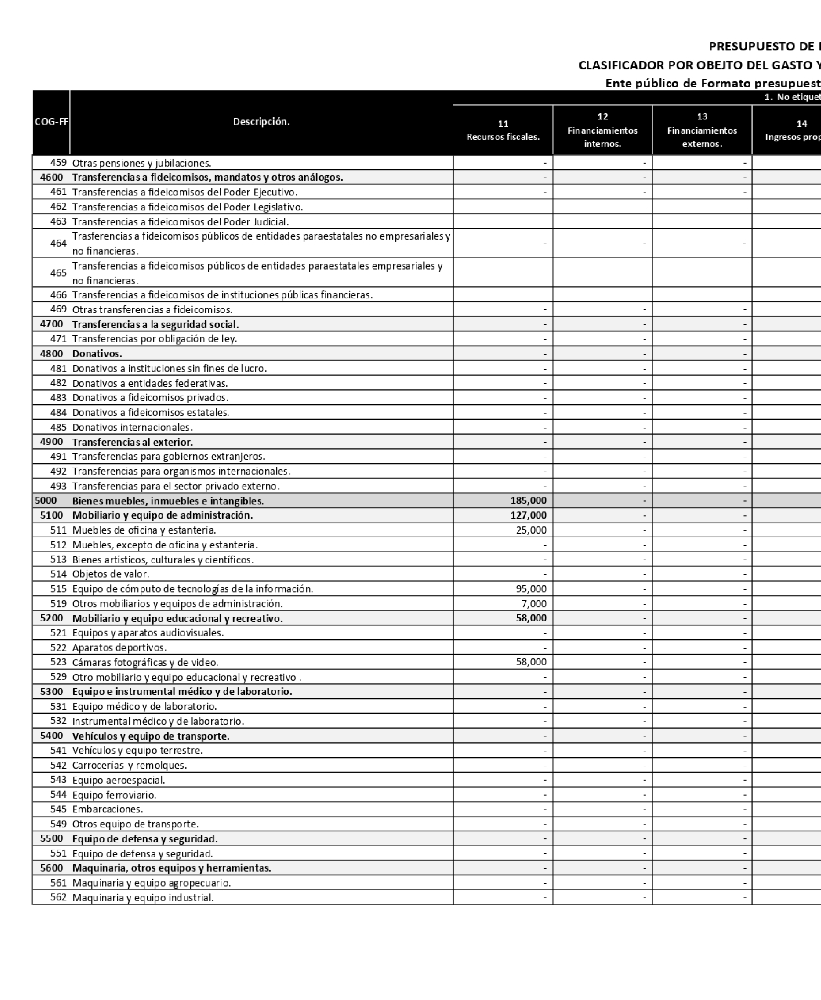 PRESUPUESTO DE
CLASIFICADOR POR OBEJTO DEL GASTO Y
Ente público de Formato presupuest
1. No etiquet
COG-FF Descripción. 11 Recursos fiscales. 12 Financiamientos internos. 13 Financiamientos externos. 14 Ingresos prop
459 Otras pensiones y jubilaciones. - - -
4600 Transferencias a fideicomisos, mandatos y otros análogos. - - -
461 Transferencias a fideicomisos del Poder Ejecutivo. - - -
462 Transferencias a fideicomisos del Poder Legislativo.
463 Transferencias a fideicomisos del Poder Judicial.
464 Trasferencias a fideicomisos públicos de entidades paraestatales no empresariales y
no financieras. - - -
465 Transferencias a fideicomisos públicos de entidades paraestatales empresariales y
no financieras.
466 Transferencias a fideicomisos de instituciones públicas financieras.
469 Otras transferencias a fideicomisos. - - -
4700 Transferencias a la seguridad social. - - -
471 Transferencias por obligación de ley. - - -
4800 Donativos. - - -
481 Donativos a instituciones sin fines de lucro. - - -
482 Donativos a entidades federativas. - - -
483 Donativos a fideicomisos privados. - - -
484 Donativos a fideicomisos estatales. - - -
485 Donativos internacionales. - - -
4900 Transferencias al exterior. - - -
491 Transferencias para gobiernos extranjeros. - - -
492 Transferencias para organismos internacionales. - - -
493 Transferencias para el sector privado externo. - - -
5000 Bienes muebles, inmuebles e intangibles. 185,000 - -
5100 Mobiliario y equipo de administración. 127,000 - -
511 Muebles de oficina y estantería. 25,000 - -
512 Muebles, excepto de oficina y estantería. - - -
513 Bienes artísticos, culturales y científicos. - - -
514 Objetos de valor. - - -
515 Equipo de cómputo de tecnologías de la información. 95,000 - -
519 Otros mobiliarios y equipos de administración. 7,000 - -
5200 Mobiliario y equipo educacional y recreativo. 58,000 - -
521 Equipos y aparatos audiovisuales. - - -
522 Aparatos deportivos. - - -
523 Cámaras fotográficas y de video. 58,000 - -
529 Otro mobiliario y equipo educacional y recreativo . - - -
5300 Equipo e instrumental médico y de laboratorio. - - -
531 Equipo médico y de laboratorio. - - -
532 Instrumental médico y de laboratorio. - - -
5400 Vehículos y equipo de transporte. - - -
541 Vehículos y equipo terrestre. - - -
542 Carrocerías y remolques. - - -
543 Equipo aeroespacial. - - -
544 Equipo ferroviario. - - -
545 Embarcaciones. - - -
549 Otros equipo de transporte. - - -
5500 Equipo de defensa y seguridad. - - -
551 Equipo de defensa y seguridad. - - -
5600 Maquinaria, otros equipos y herramientas. - - -
561 Maquinaria y equipo agropecuario. - - -
562 Maquinaria y equipo industrial. - - -